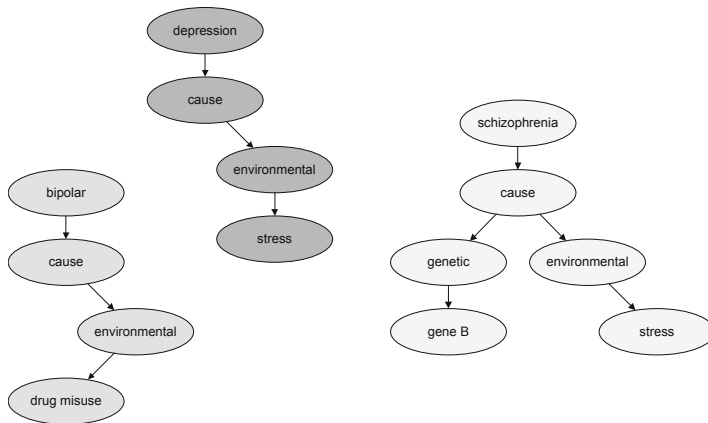 depression
cause
environmental
stress
bipolar
cause
environmental
drug misuse
schizophrenia
cause
genetic
environmental
gene B
stress